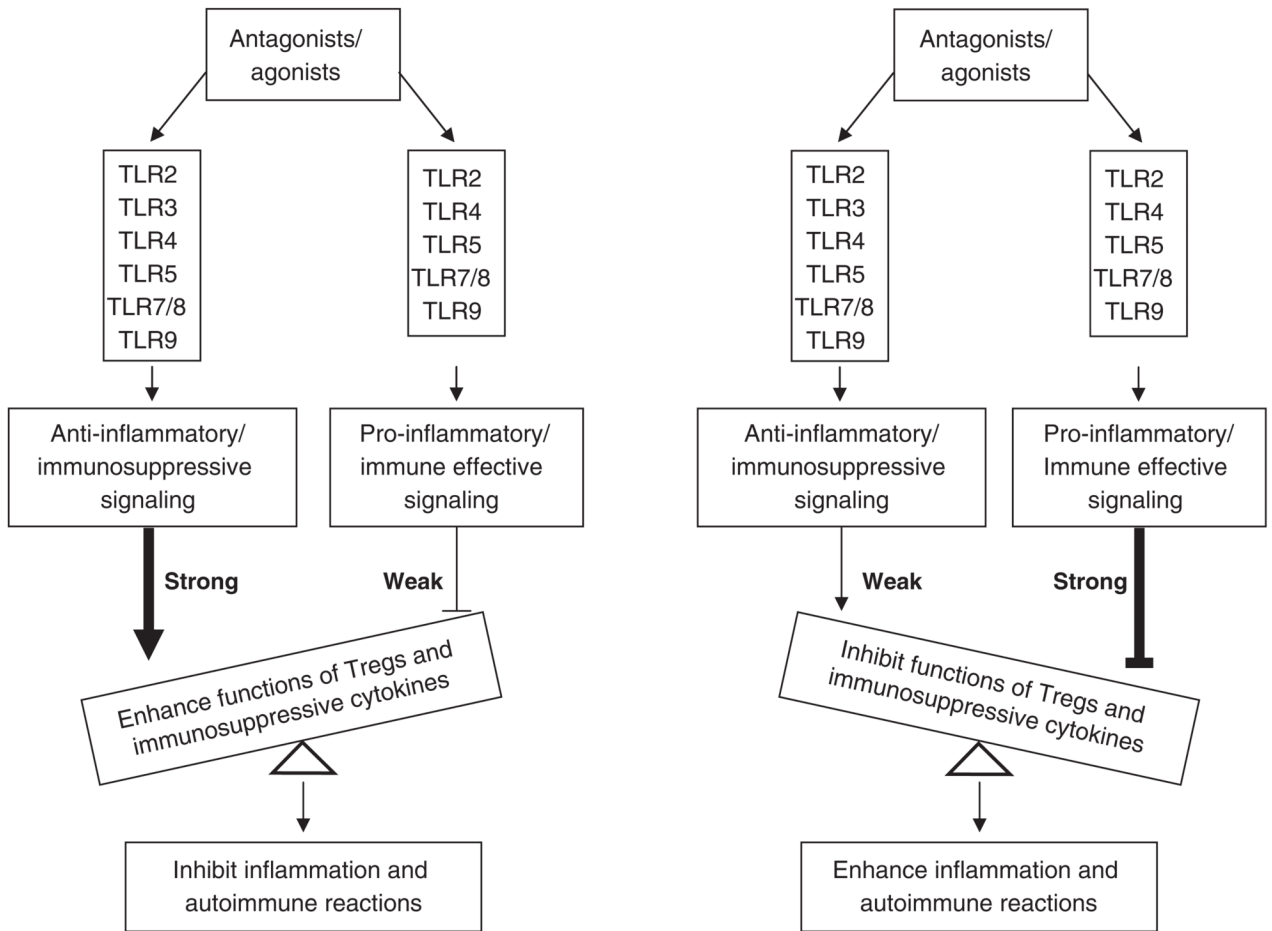 Antagonists/
agonists
TLR2
TLR3
TLR4
TLR5
TLR7/8
TLR9
TLR2
TLR4
TLR5
TLR7/8
TLR9
Anti-inflammatory/
immunosuppressive
signaling
Pro-inflammatory/
immune effective
signaling
Strong
Weak
Enhance functions of Tregs and
immunosuppressive cytokines
Inhibit inflammation and
autoimmune reactions
Antagonists/
agonists
TLR2
TLR3
TLR4
TLR5
TLR7/8
TLR9
TLR2
TLR4
TLR5
TLR7/8
TLR9
Anti-inflammatory/
immunosuppressive
signaling
Pro-inflammatory/
Immune effective
signaling
Weak
Strong
Inhibit functions of Tregs and
immunosuppressive cytokines
Enhance inflammation and
autoimmune reactions